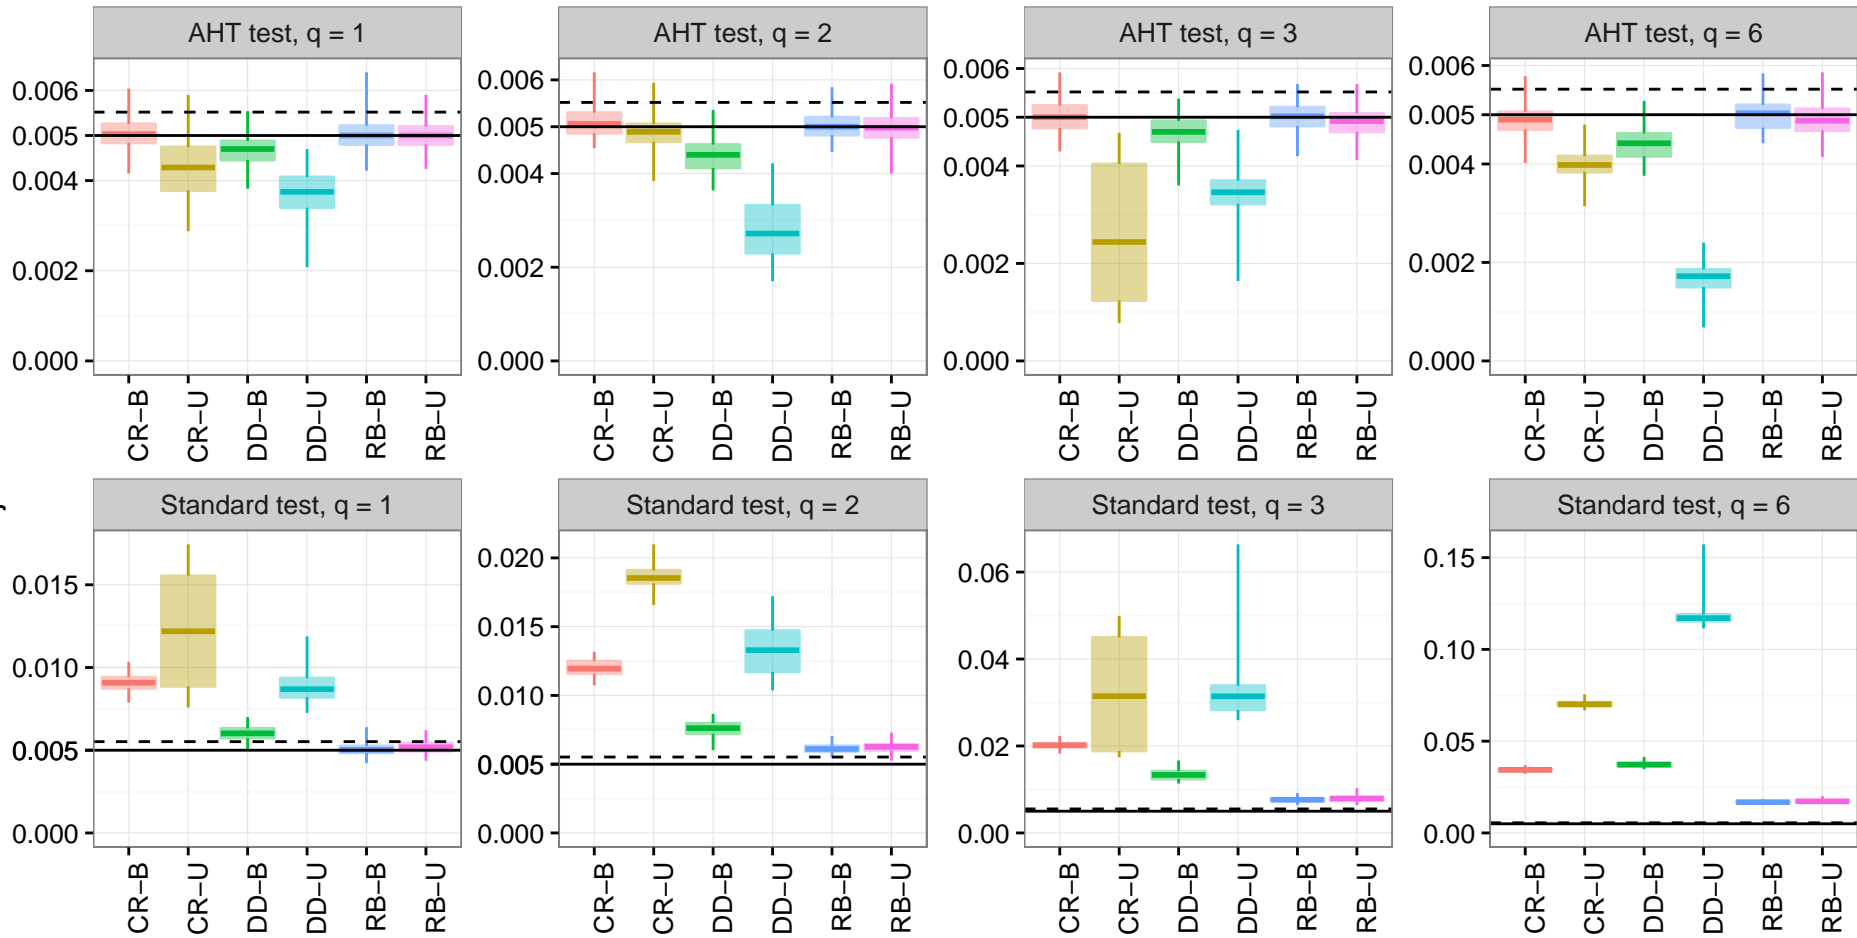 AHT test, q = 1
AHT test, q = 2
AHT test, q = 3
AHT test, q = 6
0.006
0.005
0.004
0.002
0.000
0.006
0.005
0.004
0.002
0.000
0.006
0.005
0.004
0.002
0.000
0.006
0.005
0.004
0.002
0.000
CR−B CR−U DD−B DD−U RB−B RB−U
CR−B CR−U DD−B DD−U RB−B RB−U
CR−B CR−U DD−B DD−U RB−B RB−U
CR−B CR−U DD−B DD−U RB−B RB−U
Standard test, q = 1
Standard test, q = 2
Standard test, q = 3
Standard test, q = 6
0.015
0.010
0.005
0.000
0.020
0.015
0.010
0.005
0.000
0.06
0.04
0.02
0.00
0.15
0.10
0.05
0.00
CR−B CR−U DD−B DD−U RB−B RB−U
CR−B CR−U DD−B DD−U RB−B RB−U
CR−B CR−U DD−B DD−U RB−B RB−U
CR−B CR−U DD−B DD−U RB−B RB−U